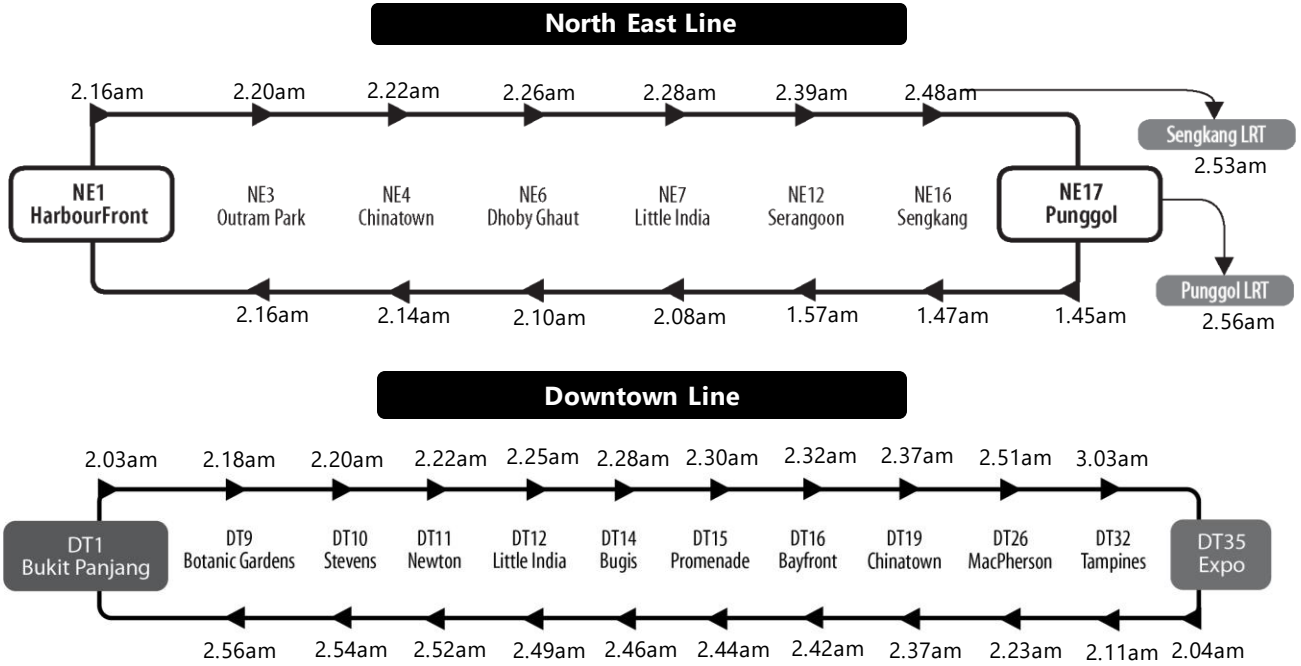 North East Line
2.16am 2.20am 2.22am 2.26am 2.28am 2.39am 2.48am
Sengkang LRT
2.53am
NE1
HarbourFront
NE3
Outram Park
NE4
Chinatown
NE6
Dhoby Ghaut
NE7
Little India
NE12
Serangoon
NE16
Sengkang
NE17
Punggol
Punggol LRT
2.56am
2.16am 2.14am 2.10am 2.08am 1.57am 1.47am 1.45am
Downtown Line
2.03am 2.18am 2.20am 2.22am 2.25am 2.28am 2.30am 2.32am 2.37am 2.51am 3.03am
DT1
Bukit Panjang
DT9
Botanic Gardens
DT10
Stevens
DT11
Newton
DT12
Little India
DT14
Bugis
DT15
Promenade
DT16
Bayfront
DT19
Chinatown
DT26
MacPherson
DT32
Tampines
DT35
Expo
2.56am 2.54am 2.52am 2.49am 2.46am 2.44am 2.42am 2.37am 2.23am 2.11am 2.04am